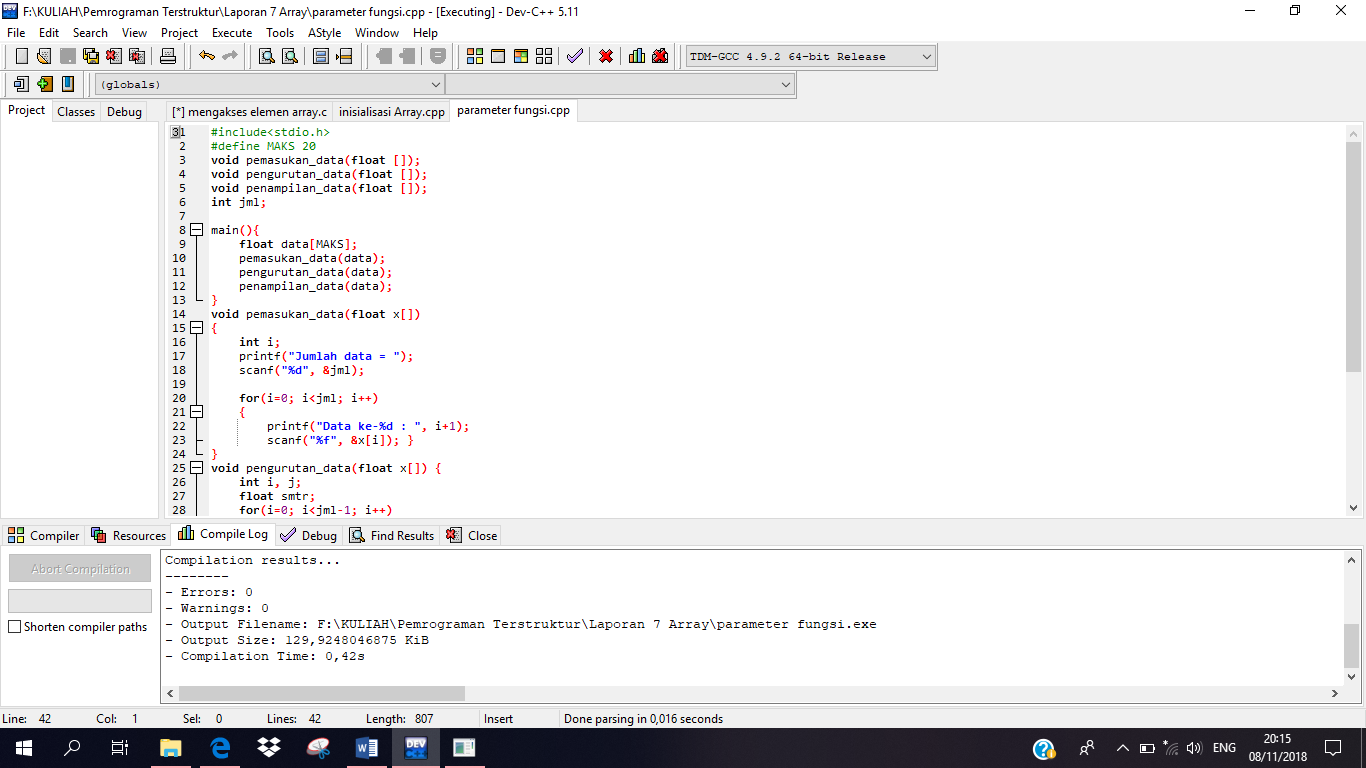 F:\KULIAH\Pemrograman Terstruktur\Laporan 7 Array\parameter fungsi.cpp - [Executing] - Dev-C++ 5.11
File Edit Search View Project Execute Tools AStyle Window Help
TDM-GCC 4.9.2 64-bit Release
(globals)
Project Classes Debug [*] mengakses elemen array.c inisialisasi Array.cpp parameter fungsi.cpp
31 #include<stdio.h>
2 #define MAKS 20
3 void pemasukan_data(float []);
4 void pengurutan_data(float []);
5 void penampilan_data(float []);
6 int jml;
7
8 main(){
9 float data[MAKS];
10 pemasukan_data(data);
11 pengurutan_data(data);
12 penampilan_data(data);
13 }
14 void pemasukan_data(float x[])
15 {
16 int i;
17 printf("Jumlah data = ");
18 scanf("%d", &jml);
19
20 for(i=0; i<jml; i++)
21 {
22 printf("Data ke-%d : ", i+1);
23 scanf("%f", &x[i]); }
24 }
25 void pengurutan_data(float x[]) {
26 int i, j;
27 float smtr;
28 for(i=0; i<jml-1; i++)
Compiler Resources Compile Log Debug Find Results Close
Abort Compilation
Shorten compiler paths
Compilation results...
--------
- Errors: 0
- Warnings: 0
- Output Filename: F:\KULIAH\Pemrograman Terstruktur\Laporan 7 Array\parameter fungsi.exe
- Output Size: 129,9248046875 KiB
- Compilation Time: 0,42s
Line: 42 Col: 1 Sel: 0 Lines: 42 Length: 807 Insert Done parsing in 0,016 seconds
DEV
ENG
20:15
08/11/2018